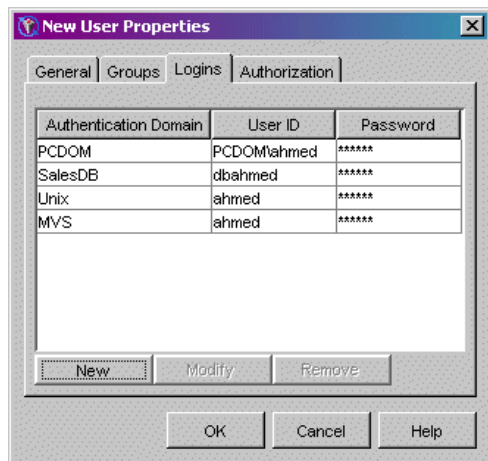 New User Properties
General Groups Logins Authorization
Authentication Domain User ID Password
PCDOM PCDOM\ahmed ******
SalesDB dbahmed ******
Unix ahmed ******
MVS ahmed ******
New Modify Remove
OK Cancel Help